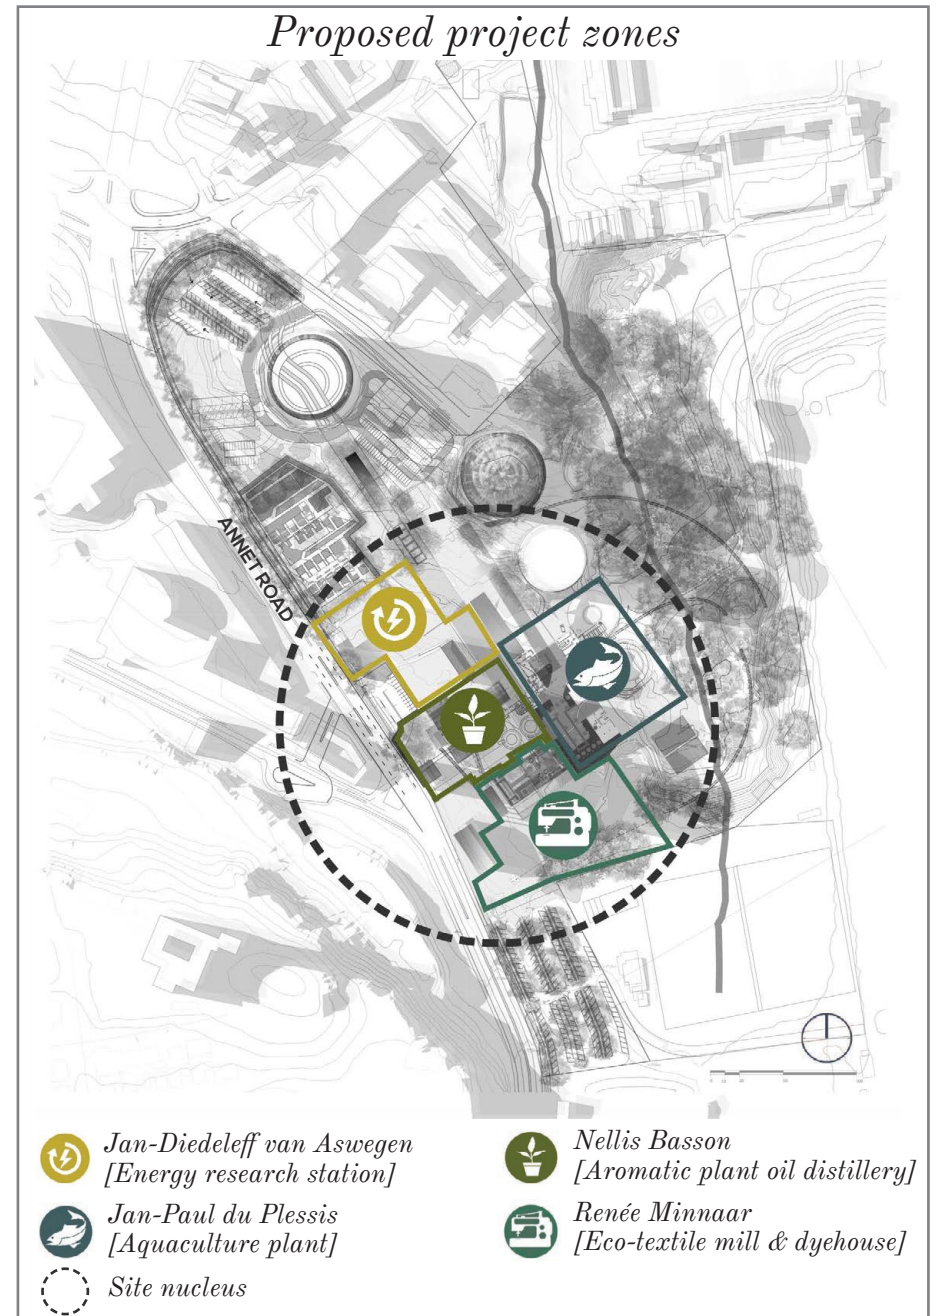 Proposed project zones
ANNET ROAD
Jan-Diedeleff van Aswegen
[Energy research station]
Jan-Paul du Plessis
[Aquaculture plant]
Site nucleus
Nellis Basson
[Aromatic plant oil distillery]
Renée Minnaar
[Eco-textile mill & dyehouse]